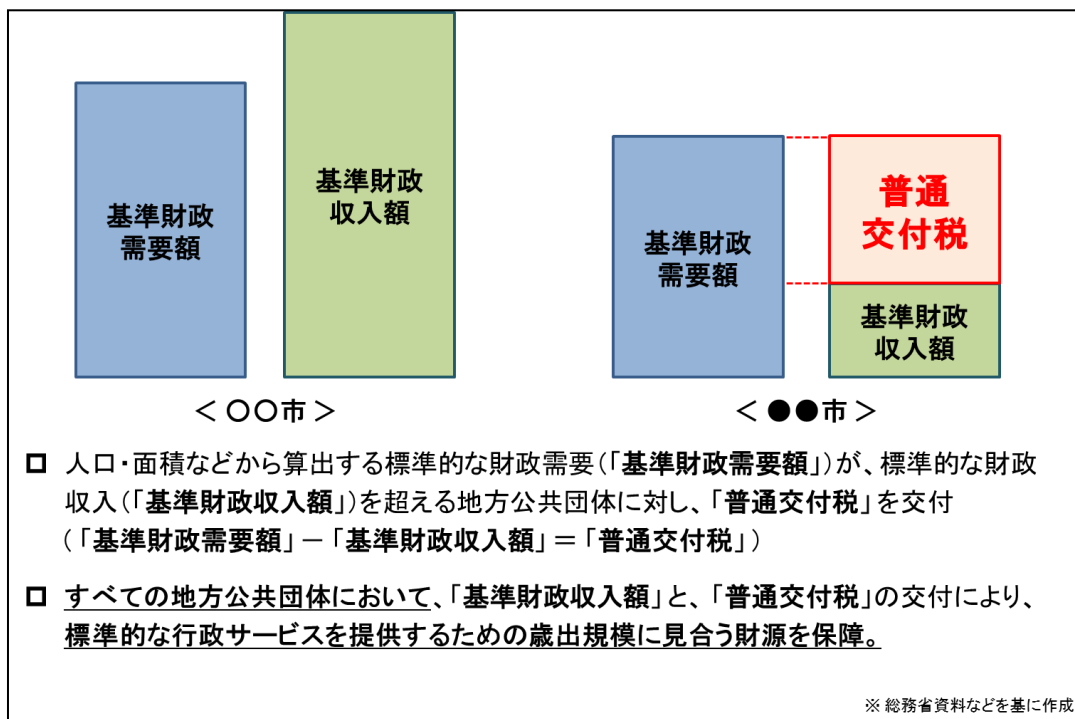 基準財政
需要額
基準財政
収入額
基準財政
需要額
普通
交付税
基準財政
収入額
＜ 〇〇市 ＞
＜ ●●市 ＞
□ 人口・面積などから算出する標準的な財政需要（「基準財政需要額」）が、標準的な財政
収入（「基準財政収入額」）を超える地方公共団体に対し、「普通交付税」を交付
（「基準財政需要額」－「基準財政収入額」＝「普通交付税」）
□ すべての地方公共団体において、「基準財政収入額」と、「普通交付税」の交付により、
標準的な行政サービスを提供するための歳出規模に見合う財源を保障。
※ 総務省資料などを基に作成